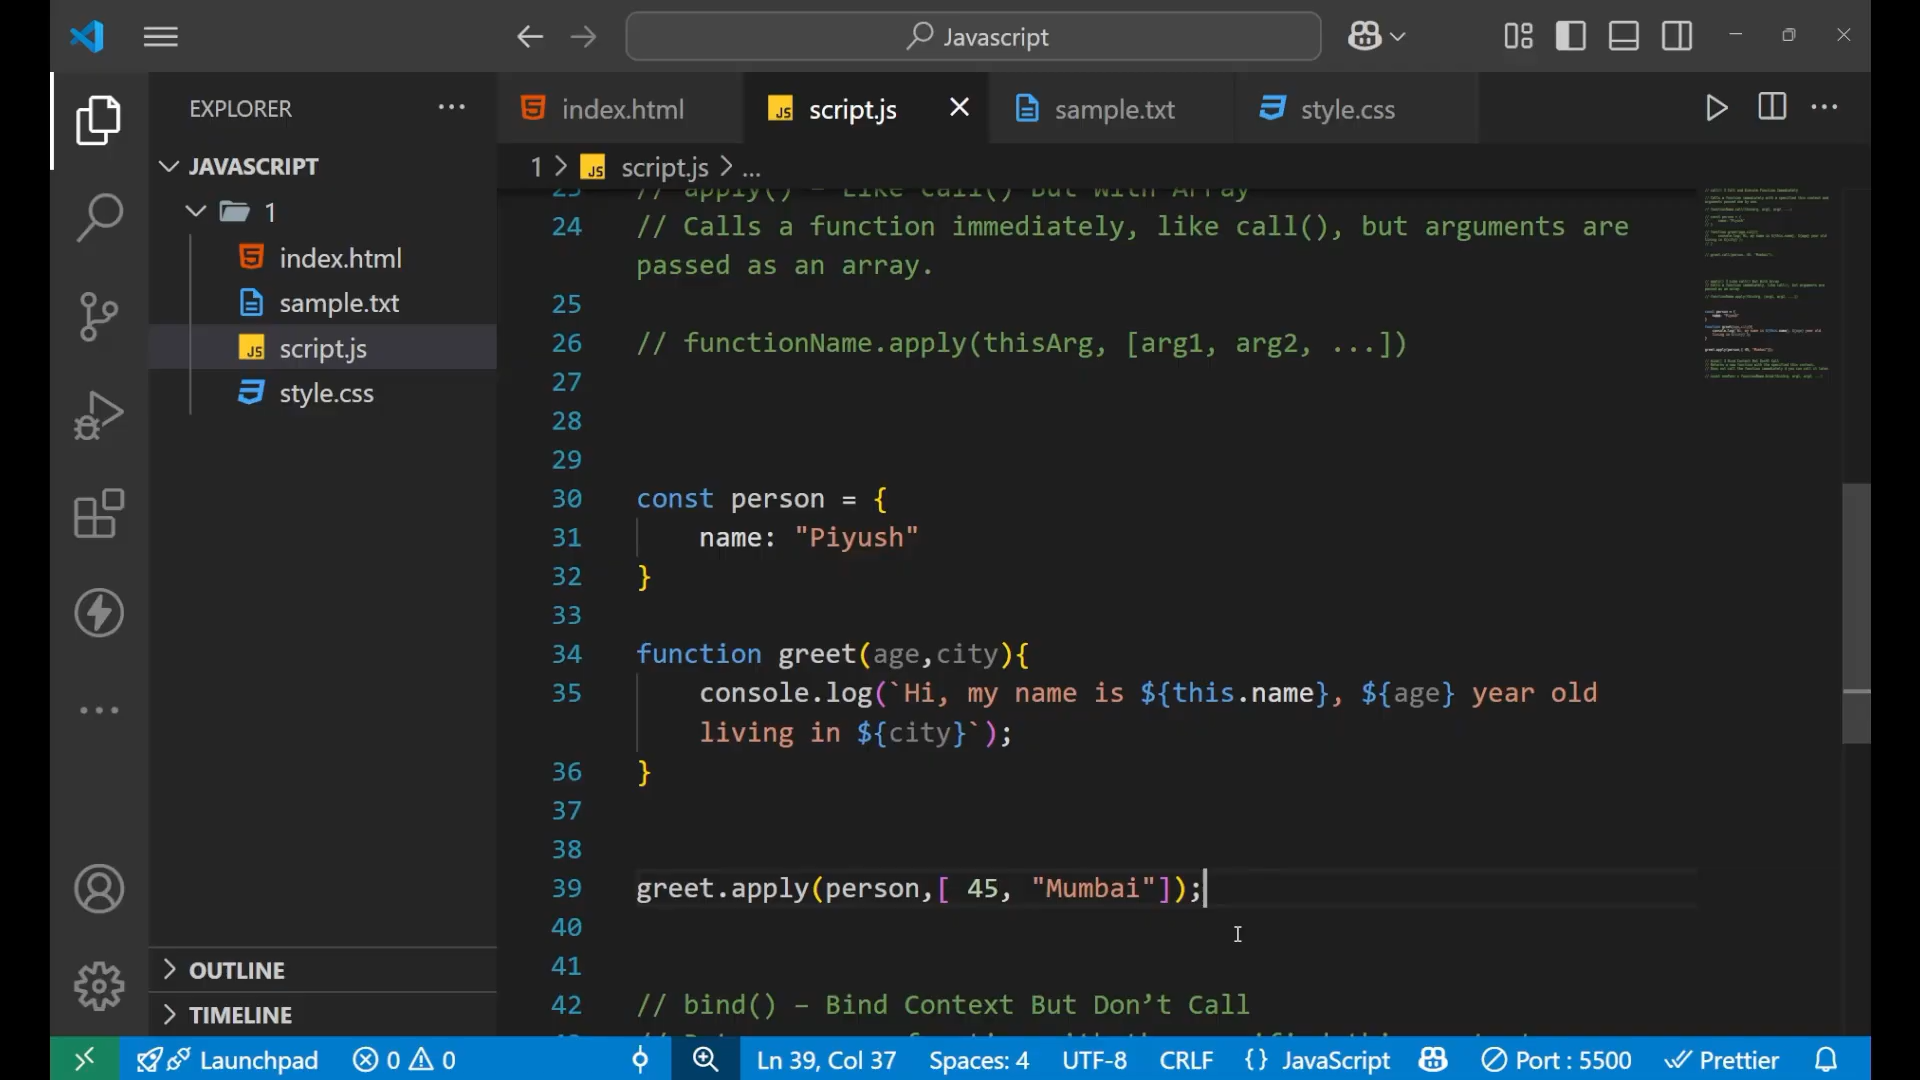 Javascript
EXPLORER
JAVASCRIPT
1
index.html
sample.txt
script.js
style.css
OUTLINE
TIMELINE
index.html
script.js
sample.txt
style.css
1 > script.js > ...
23 // apply() – Like call() But With Array
24 // Calls a function immediately, like call(), but arguments are
passed as an array.
25
26 // functionName.apply(thisArg, [arg1, arg2, ...])
27
28
29
30 const person = {
31 name: "Piyush"
32 }
33
34 function greet(age,city){
35 console.log(`Hi, my name is ${this.name}, ${age} year old
living in ${city}`);
36 }
37
38
39 greet.apply(person,[ 45, "Mumbai"]);
40
41
42 // bind() – Bind Context But Don’t Call
Launchpad
0
0
Ln 39, Col 37
Spaces: 4
UTF-8
CRLF
{} JavaScript
Port : 5500
Prettier